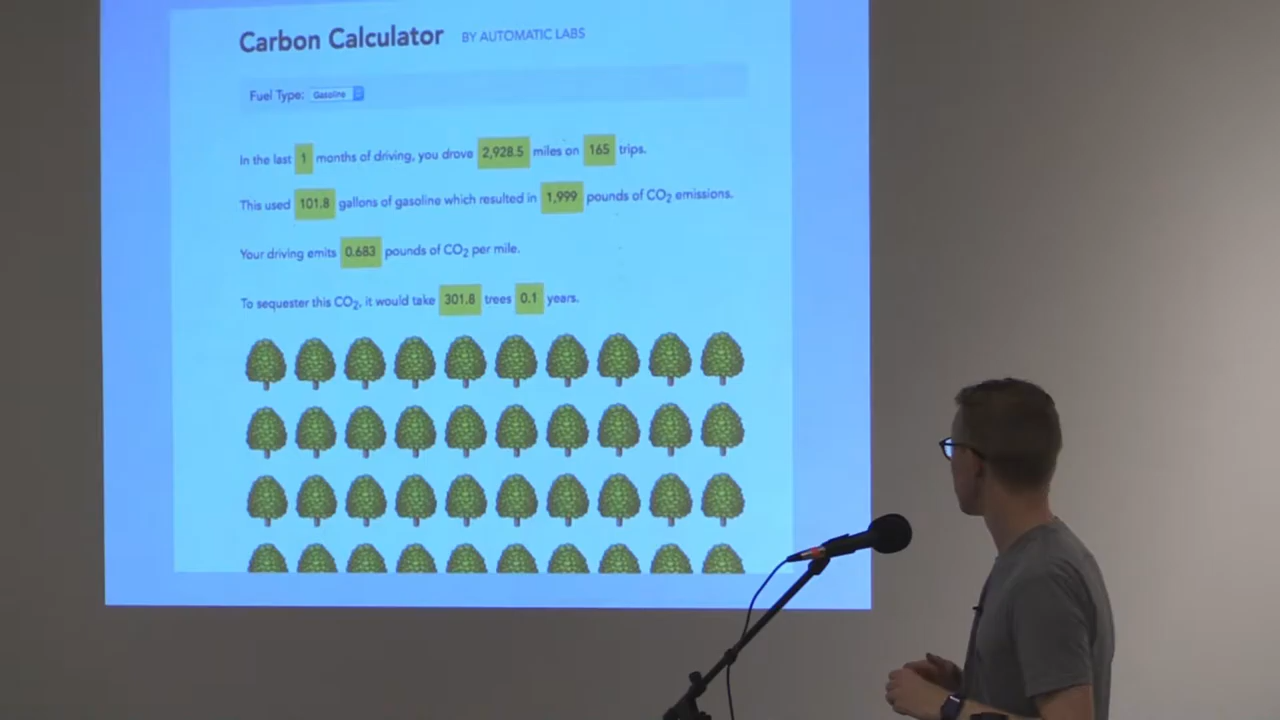 Carbon Calculator BY AUTOMATIC LABS
Fuel Type: Gasoline
In the last 1 months of driving, you drove 2,928.5 miles on 165 trips.
This used 101.8 gallons of gasoline which resulted in 1,999 pounds of CO2 emissions.
Your driving emits 0.683 pounds of CO2 per mile.
To sequester this CO2, it would take 301.8 trees 0.1 years.